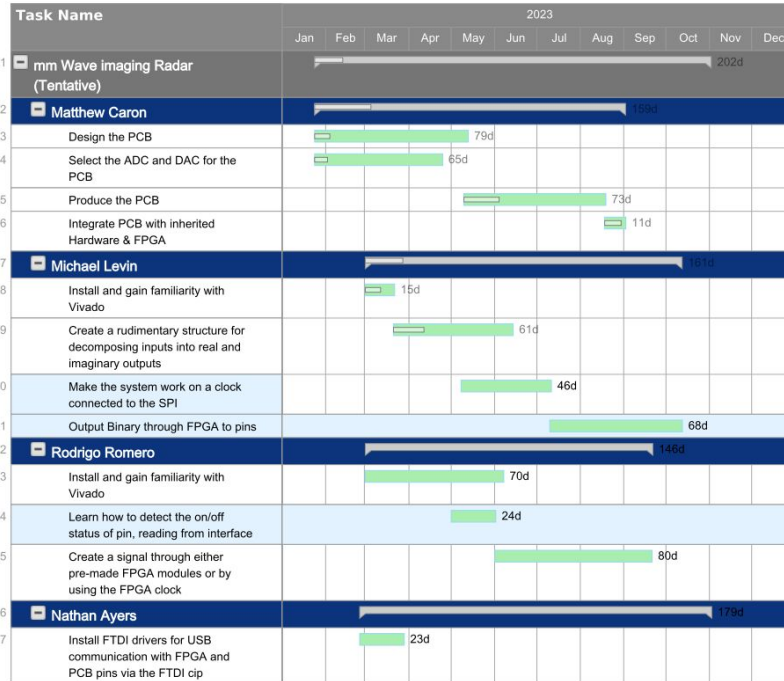 Task Name
2023
Jan Feb Mar Apr May Jun Jul Aug Sep Oct Nov Dec
1 mm Wave imaging Radar
(Tentative)
202d
2 Matthew Caron 159d
3 Design the PCB 79d
4 Select the ADC and DAC for the
PCB
65d
5 Produce the PCB 73d
6 Integrate PCB with inherited
Hardware & FPGA
11d
7 Michael Levin 161d
8 Install and gain familiarity with
Vivado
15d
9 Create a rudimentary structure for
decomposing inputs into real and
imaginary outputs
61d
0 Make the system work on a clock
connected to the SPI
46d
1 Output Binary through FPGA to pins 68d
2 Rodrigo Romero 146d
3 Install and gain familiarity with
Vivado
70d
4 Learn how to detect the on/off
status of pin, reading from interface
24d
5 Create a signal through either
pre-made FPGA modules or by
using the FPGA clock
80d
6 Nathan Ayers 179d
7 Install FTDI drivers for USB
communication with FPGA and
PCB pins via the FTDI cip
23d